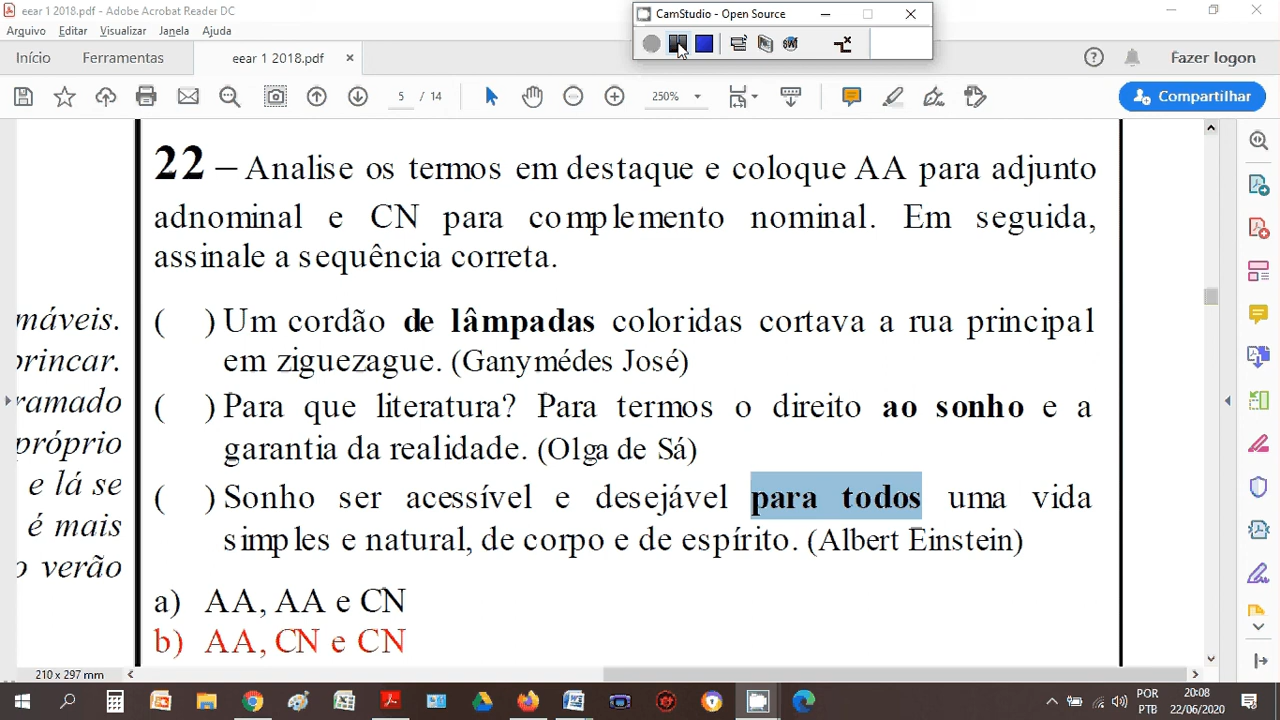 eear 1 2018.pdf - Adobe Acrobat Reader DC
CamStudio - Open Source
Arquivo Editar Visualizar Janela Ajuda
Início Ferramentas eear 1 2018.pdf × Fazer logon
5 / 14 250% Compartilhar
22 – Analise os termos em destaque e coloque AA para adjunto
adnominal e CN para complemento nominal. Em seguida,
assinale a sequência correta.
máveis.
( ) Um cordão de lâmpadas coloridas cortava a rua principal
brincar.
em ziguezague. (Ganymédes José)
ramado
( ) Para que literatura? Para termos o direito ao sonho e a
próprio
garantia da realidade. (Olga de Sá)
e lá se
( ) Sonho ser acessível e desejável para todos uma vida
é mais
simples e natural, de corpo e de espírito. (Albert Einstein)
o verão
a) AA, AA e CN
b) AA, CN e CN
210 x 297 mm
POR 20:08
PTB 22/06/2020